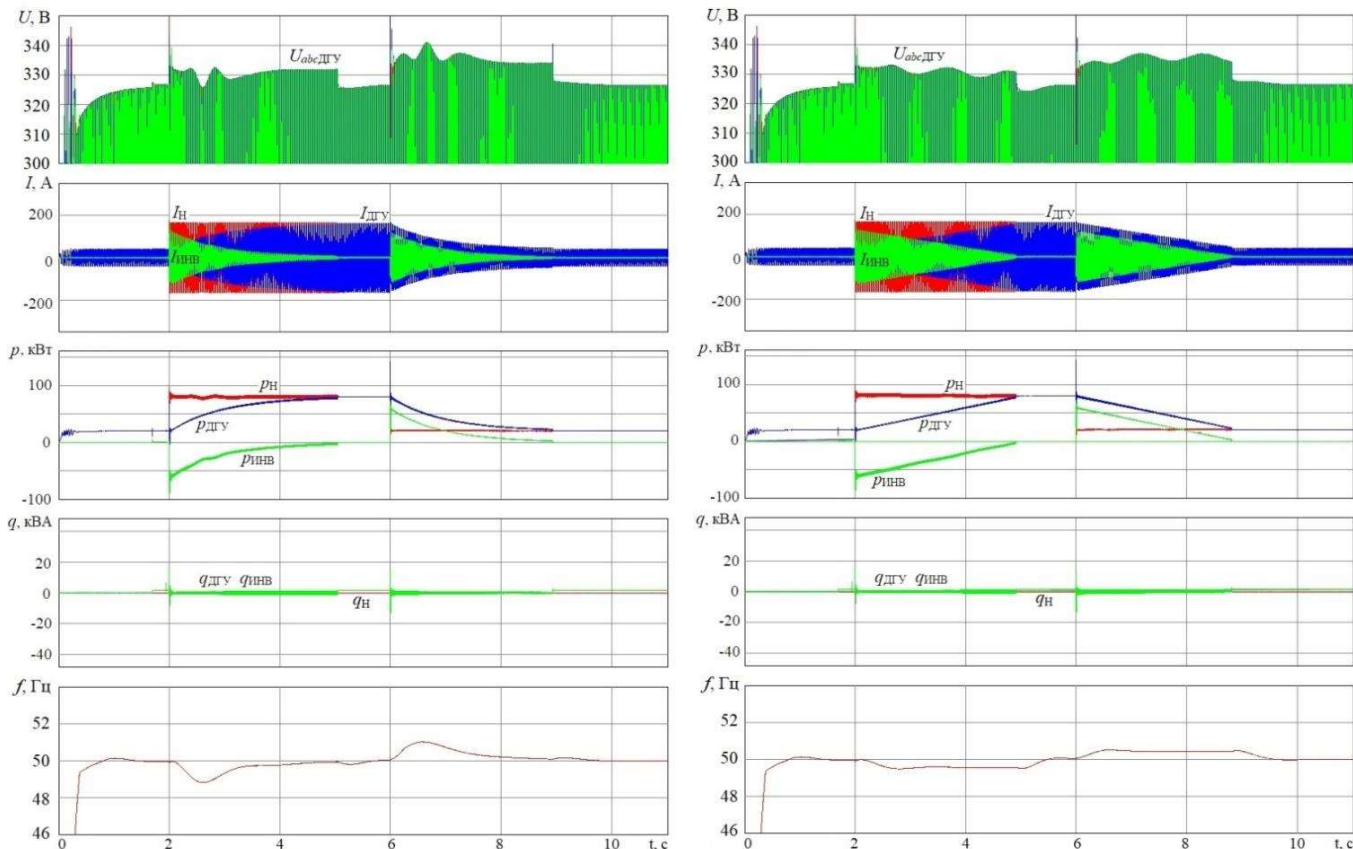 U, В
340
330
320
310
300
UabcДГУ
I, А
200
0
-200
IН
IДГУ
IИНВ
p, кВт
100
0
-100
pН
pДГУ
pИНВ
q, кВА
20
0
-20
-40
qДГУ qИНВ
qН
f, Гц
54
52
50
48
46
0 2 4 6 8 10 t, с
U, В
340
330
320
310
300
UabcДГУ
I, А
200
0
-200
IН
IДГУ
IИНВ
p, кВт
100
0
-100
pН
pДГУ
pИНВ
q, кВА
20
0
-20
-40
qДГУ qИНВ
qН
f, Гц
52
50
48
46
0 2 4 6 8 10 t, с